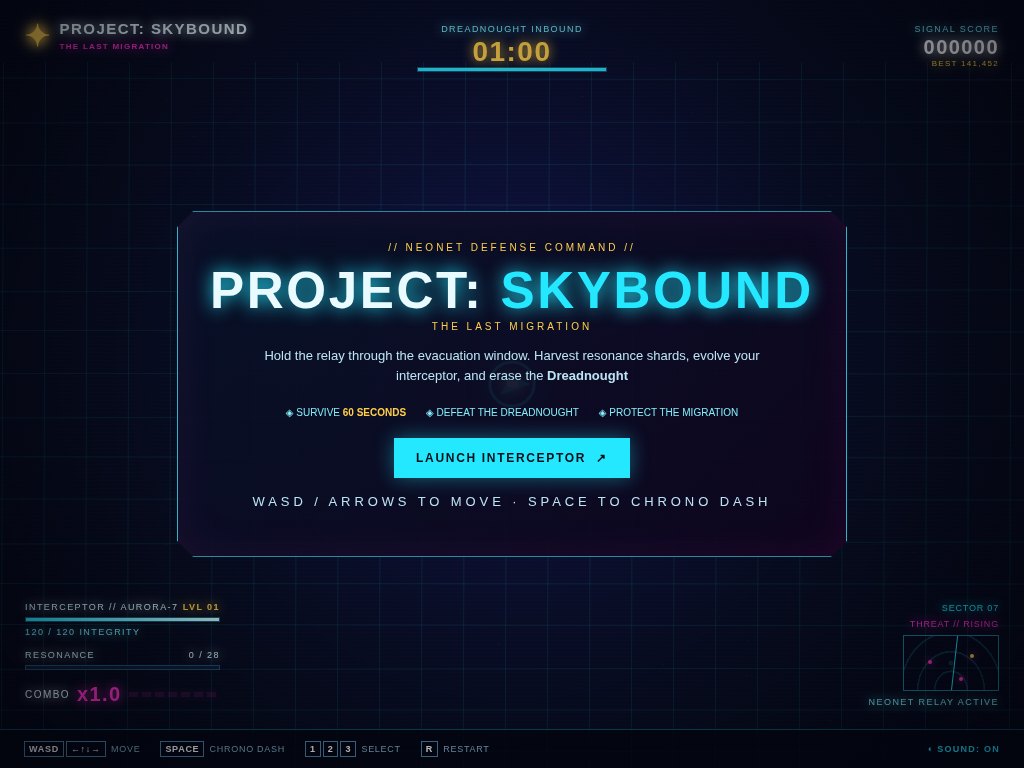 PROJECT: SKYBOUND
THE LAST MIGRATION
DREADNOUGHT INBOUND
01:00
SIGNAL SCORE
000000
BEST 141,452
// NEONET DEFENSE COMMAND //
PROJECT: SKYBOUND
THE LAST MIGRATION
Hold the relay through the evacuation window. Harvest resonance shards, evolve your
interceptor, and erase the Dreadnought
◈ SURVIVE 60 SECONDS ◈ DEFEAT THE DREADNOUGHT ◈ PROTECT THE MIGRATION
LAUNCH INTERCEPTOR ↗
WASD / ARROWS TO MOVE · SPACE TO CHRONO DASH
INTERCEPTOR // AURORA-7 LVL 01
120 / 120 INTEGRITY
RESONANCE 0 / 28
COMBO x1.0
SECTOR 07
THREAT // RISING
NEONET RELAY ACTIVE
WASD ←↑↓→ MOVE SPACE CHRONO DASH 1 2 3 SELECT R RESTART
SOUND: ON